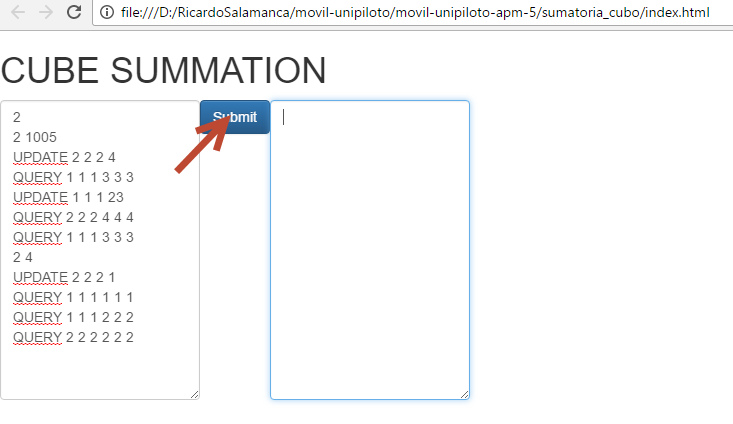 file:///D:/RicardoSalamanca/movil-unipiloto/movil-unipiloto-apm-5/sumatoria_cubo/index.html
CUBE SUMMATION
2
2 1005
UPDATE 2 2 2 4
QUERY 1 1 1 3 3 3
UPDATE 1 1 1 23
QUERY 2 2 2 4 4 4
QUERY 1 1 1 3 3 3
2 4
UPDATE 2 2 2 1
QUERY 1 1 1 1 1 1
QUERY 1 1 1 2 2 2
QUERY 2 2 2 2 2 2
Submit